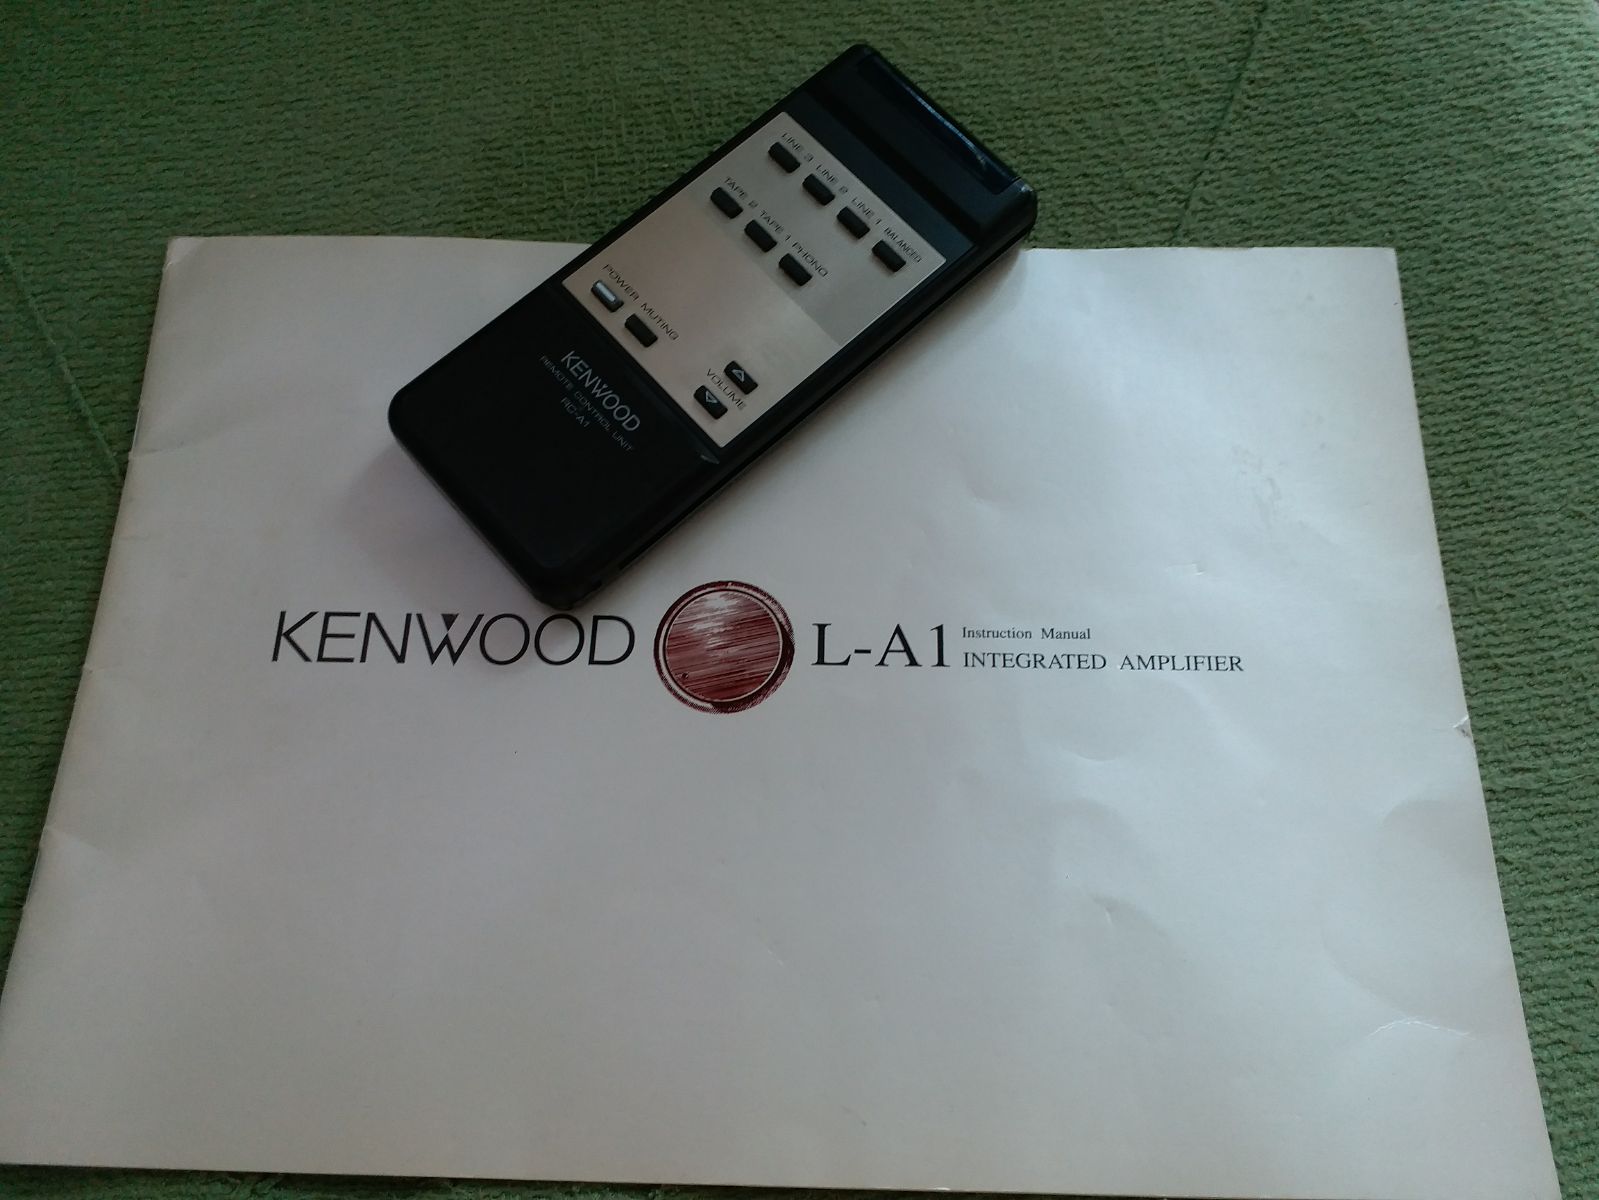 LINE 3 LINE 2 LINE 1 BALANCED
TAPE 2 TAPE 1 PHONO
POWER MUTING
VOLUME
KENWOOD
REMOTE CONTROL UNIT
RC-A1
KENWOOD L-A1 Instruction Manual
INTEGRATED AMPLIFIER